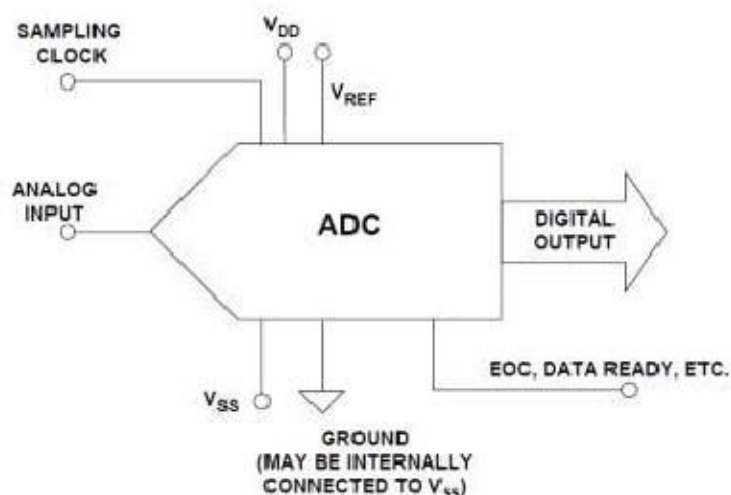 SAMPLING
CLOCK
VDD
VREF
ANALOG
INPUT
ADC
DIGITAL
OUTPUT
EOC, DATA READY, ETC.
VSS
GROUND
(MAY BE INTERNALLY
CONNECTED TO VSS)